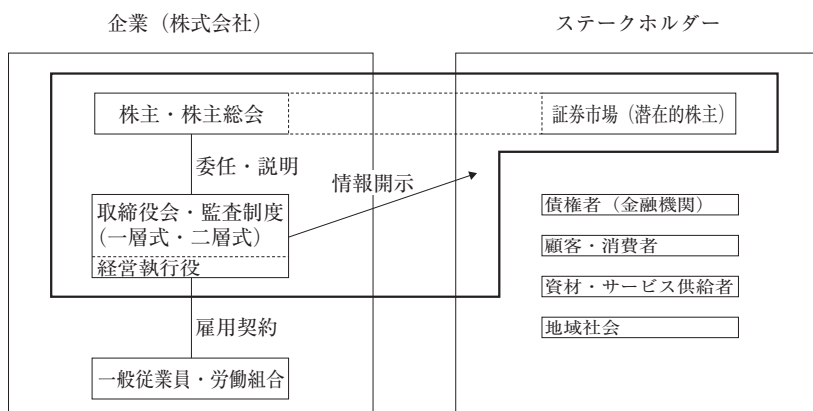 企業（株式会社）
ステークホルダー
株主・株主総会
証券市場（潜在的株主）
委任・説明
情報開示
取締役会・監査制度
（一層式・二層式）
経営執行役
債権者（金融機関）
顧客・消費者
資材・サービス供給者
地域社会
雇用契約
一般従業員・労働組合